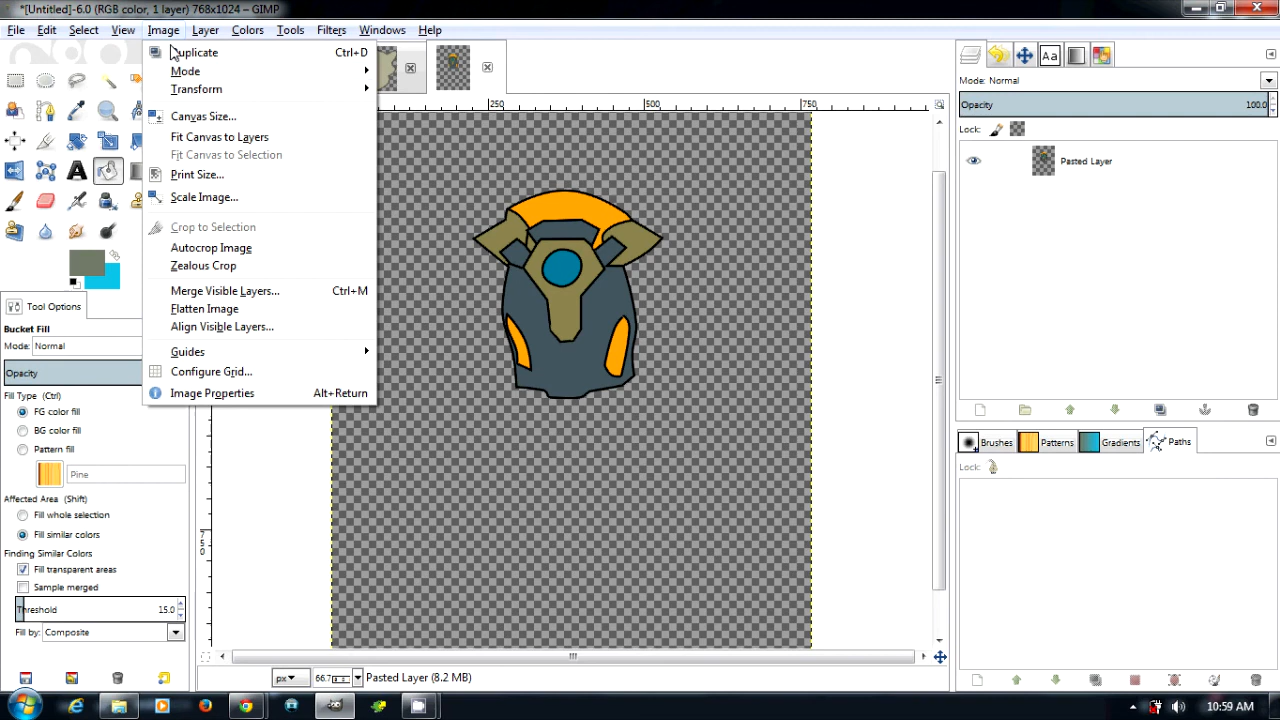 *[Untitled]-6.0 (RGB color, 1 layer) 768x1024 – GIMP
File Edit Select View Image Layer Colors Tools Filters Windows Help
Duplicate Ctrl+D
Mode
Transform
Canvas Size...
Fit Canvas to Layers
Fit Canvas to Selection
Print Size...
Scale Image...
Crop to Selection
Autocrop Image
Zealous Crop
Merge Visible Layers... Ctrl+M
Flatten Image
Align Visible Layers...
Guides
Configure Grid...
Image Properties Alt+Return
250 500 750
Tool Options
Bucket Fill
Mode: Normal
Opacity
Fill Type (Ctrl)
FG color fill
BG color fill
Pattern fill
Pine
Affected Area (Shift)
Fill whole selection
Fill similar colors
Finding Similar Colors
Fill transparent areas
Sample merged
Threshold 15.0
Fill by: Composite
750
px 66.7 Pasted Layer (8.2 MB)
Mode: Normal
Opacity 100.0
Lock:
Pasted Layer
Brushes Patterns Gradients Paths
Lock:
10:59 AM